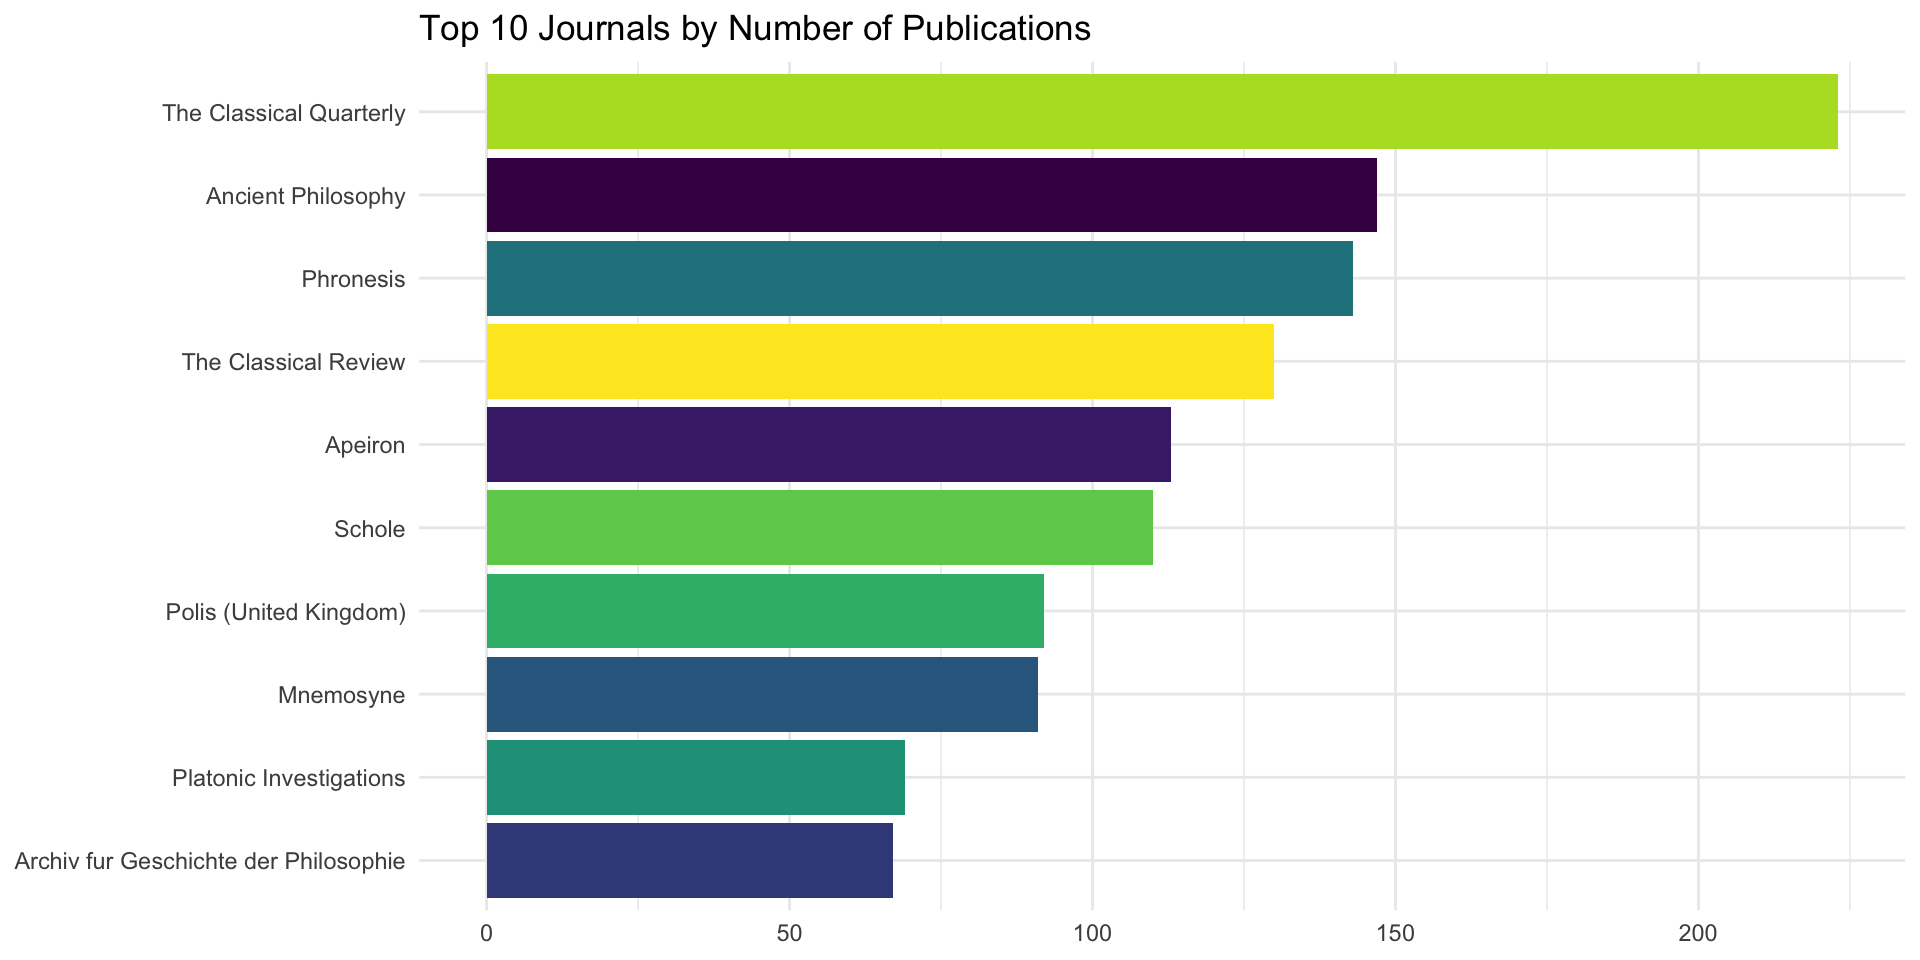 Top 10 Journals by Number of Publications
The Classical Quarterly
Ancient Philosophy
Phronesis
The Classical Review
Apeiron
Schole
Polis (United Kingdom)
Mnemosyne
Platonic Investigations
Archiv fur Geschichte der Philosophie
0 50 100 150 200